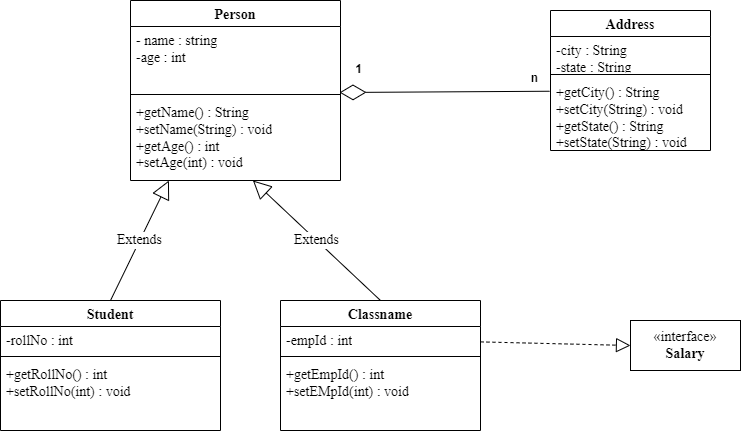 Person
- name : string
-age : int
+getName() : String
+setName(String) : void
+getAge() : int
+setAge(int) : void
1
n
Address
-city : String
-state : String
+getCity() : String
+setCity(String) : void
+getState() : String
+setState(String) : void
Extends
Extends
Student
-rollNo : int
+getRollNo() : int
+setRollNo(int) : void
Classname
-empId : int
+getEmpId() : int
+setEMpId(int) : void
«interface»
Salary